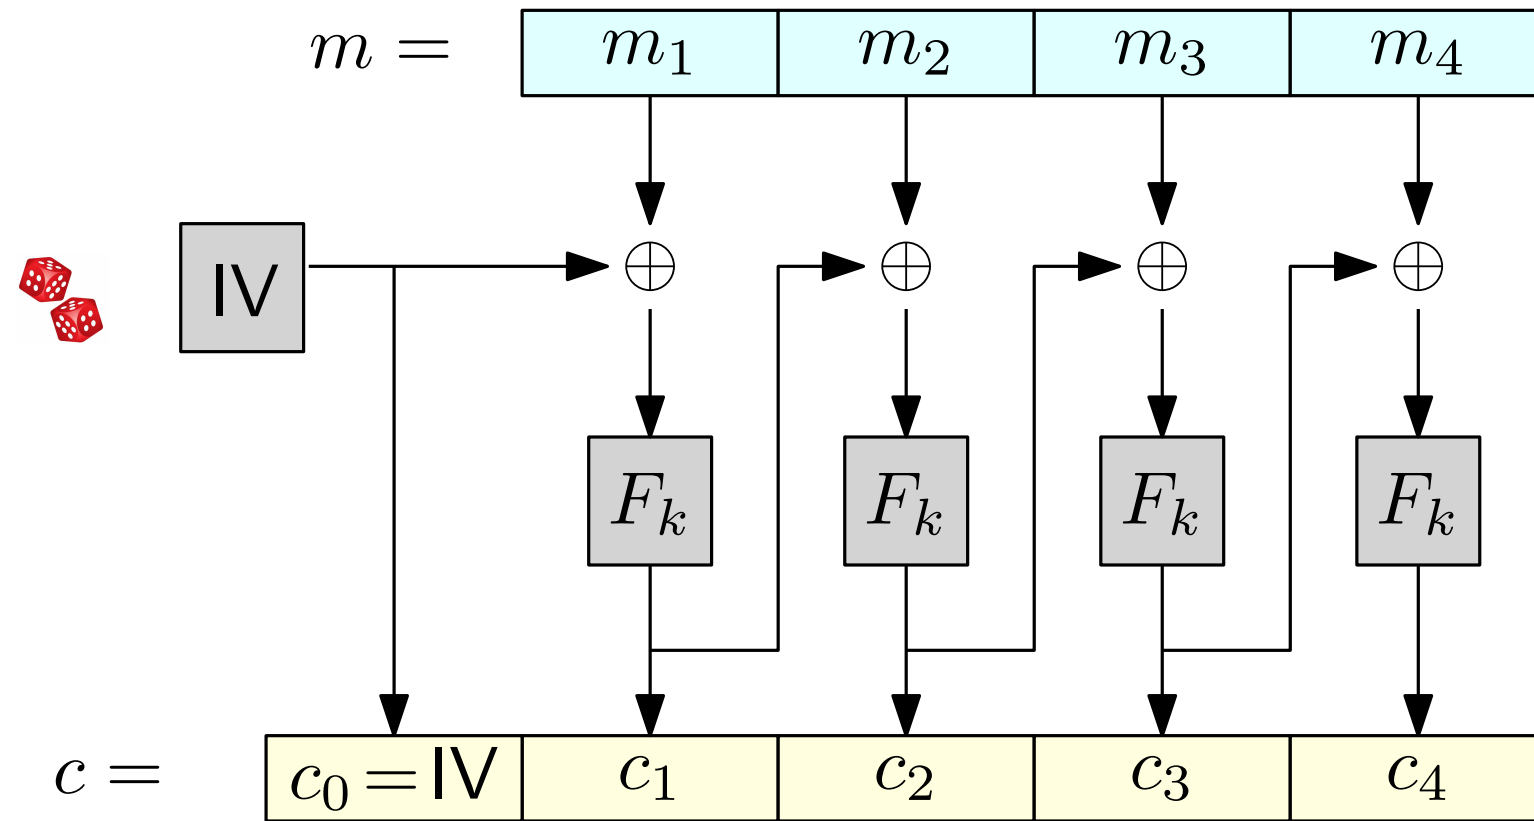 m = m₁ m₂ m₃ m₄
IV
Fₖ Fₖ Fₖ Fₖ
c = c₀ = IV c₁ c₂ c₃ c₄